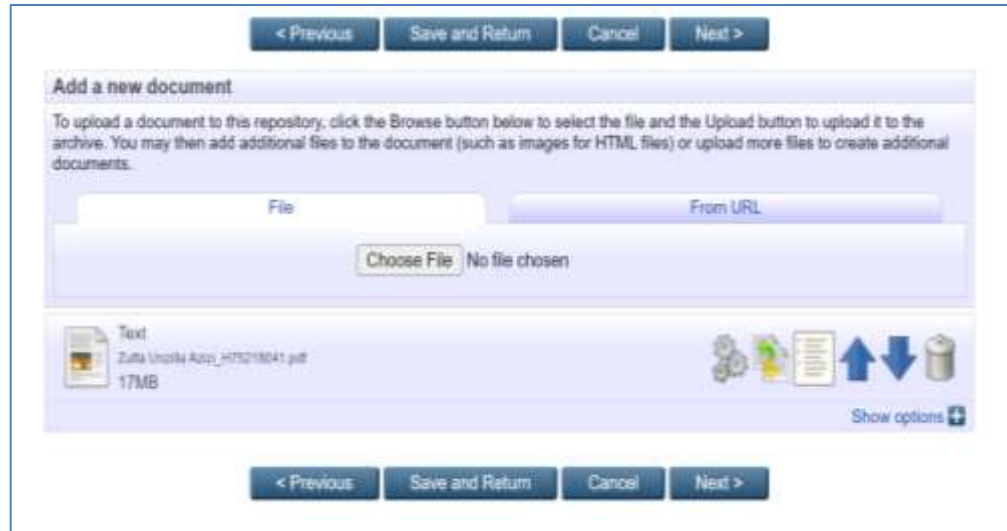 < Previous Save and Return Cancel Next >
Add a new document
To upload a document to this repository, click the Browse button below to select the file and the Upload button to upload it to the
archive. You may then add additional files to the document (such as images for HTML files) or upload more files to create additional
documents.
File From URL
Choose File No file chosen
Text
Zulfa Azizi_H75218041.pdf
17MB
Show options
< Previous Save and Return Cancel Next >